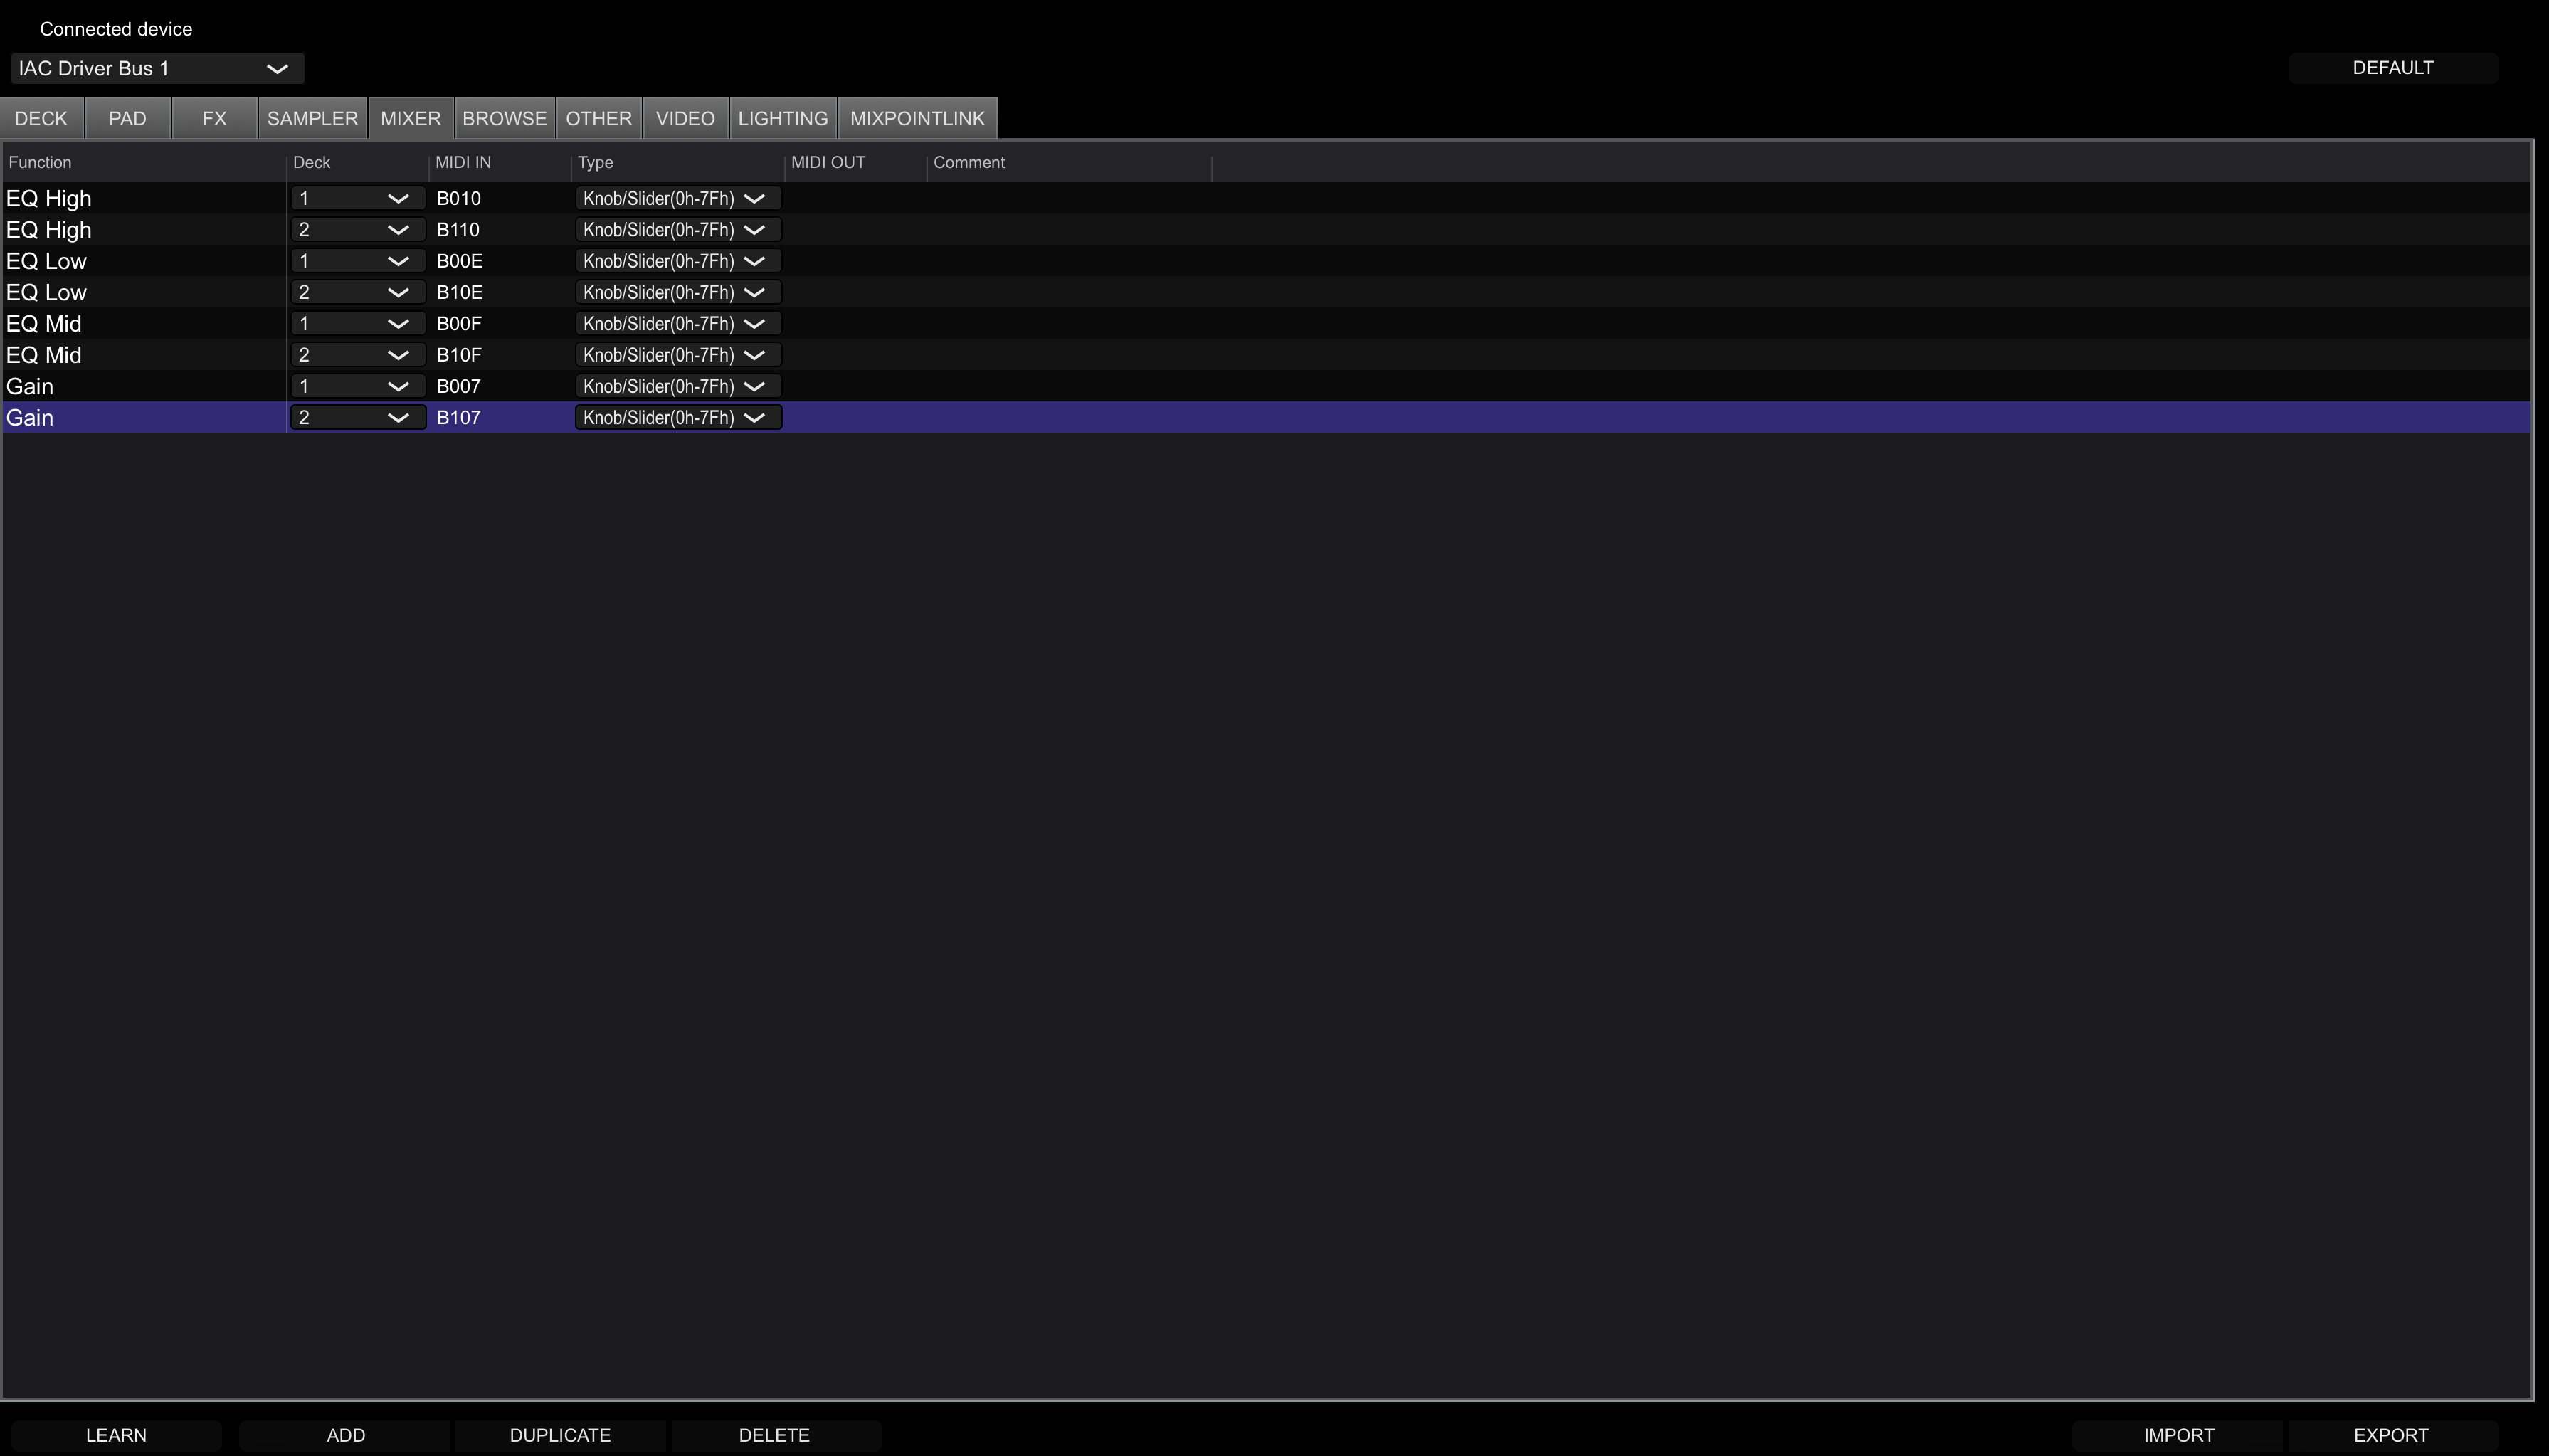 Connected device
IAC Driver Bus 1
DEFAULT
DECK PAD FX SAMPLER MIXER BROWSE OTHER VIDEO LIGHTING MIXPOINTLINK
Function Deck MIDI IN Type MIDI OUT Comment
EQ High 1 B010 Knob/Slider(0h-7Fh)
EQ High 2 B110 Knob/Slider(0h-7Fh)
EQ Low 1 B00E Knob/Slider(0h-7Fh)
EQ Low 2 B10E Knob/Slider(0h-7Fh)
EQ Mid 1 B00F Knob/Slider(0h-7Fh)
EQ Mid 2 B10F Knob/Slider(0h-7Fh)
Gain 1 B007 Knob/Slider(0h-7Fh)
Gain 2 B107 Knob/Slider(0h-7Fh)
LEARN ADD DUPLICATE DELETE IMPORT EXPORT